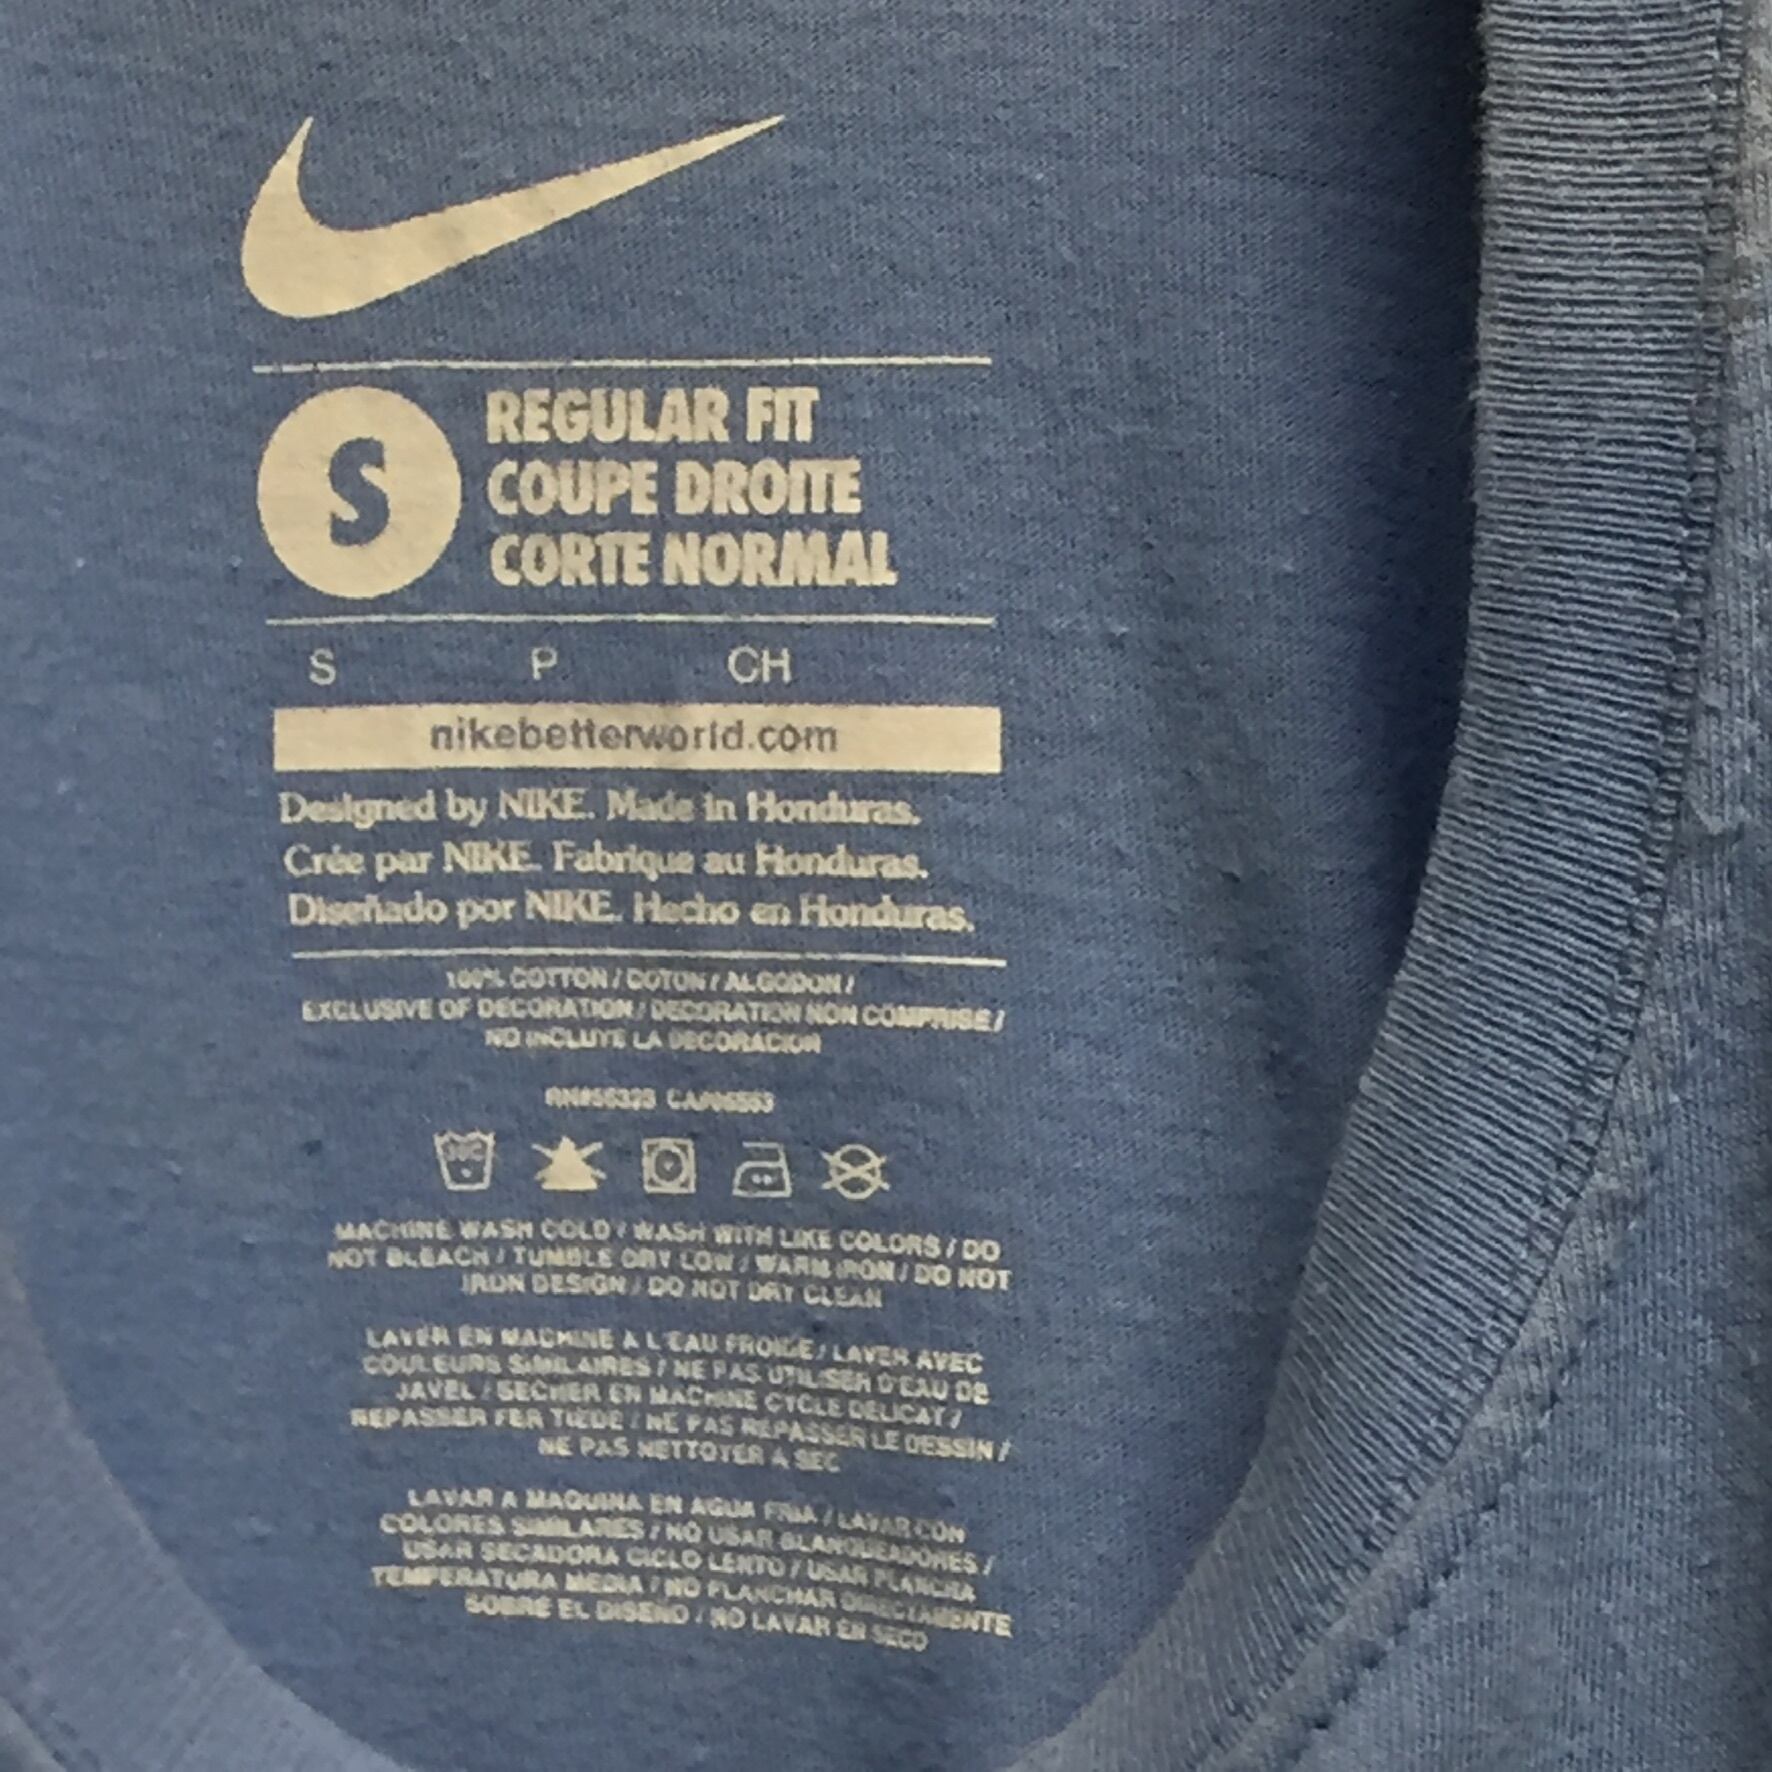 S
REGULAR FIT
COUPE DROITE
CORTE NORMAL
S P CH
nikebetterworld.com
Designed by NIKE. Made in Honduras.
Crée par NIKE. Fabrique au Honduras.
Diseñado por NIKE. Hecho en Honduras.
100% COTTON / COTON / ALGODON /
EXCLUSIVE OF DECORATION / DECORATION NON COMPRISE /
NO INCLUYE LA DECORACION
RN#56323 CA#05553
30C
MACHINE WASH COLD / WASH WITH LIKE COLORS / DO
NOT BLEACH / TUMBLE DRY LOW / WARM IRON / DO NOT
IRON DESIGN / DO NOT DRY CLEAN
LAVER EN MACHINE A L'EAU FROIDE / LAVER AVEC
COULEURS SIMILAIRES / NE PAS UTILISER D'EAU DE
JAVEL / SECHER EN MACHINE CYCLE DELICAT /
REPASSER FER TIEDE / NE PAS REPASSER LE DESSIN /
NE PAS NETTOYER A SEC
LAVAR A MAQUINA EN AGUA FRIA / LAVAR CON
COLORES SIMILARES / NO USAR BLANQUEADORES /
USAR SECADORA CICLO LENTO / USAR PLANCHA
TEMPERATURA MEDIA / NO PLANCHAR DIRECTAMENTE
SOBRE EL DISENO / NO LAVAR EN SECO